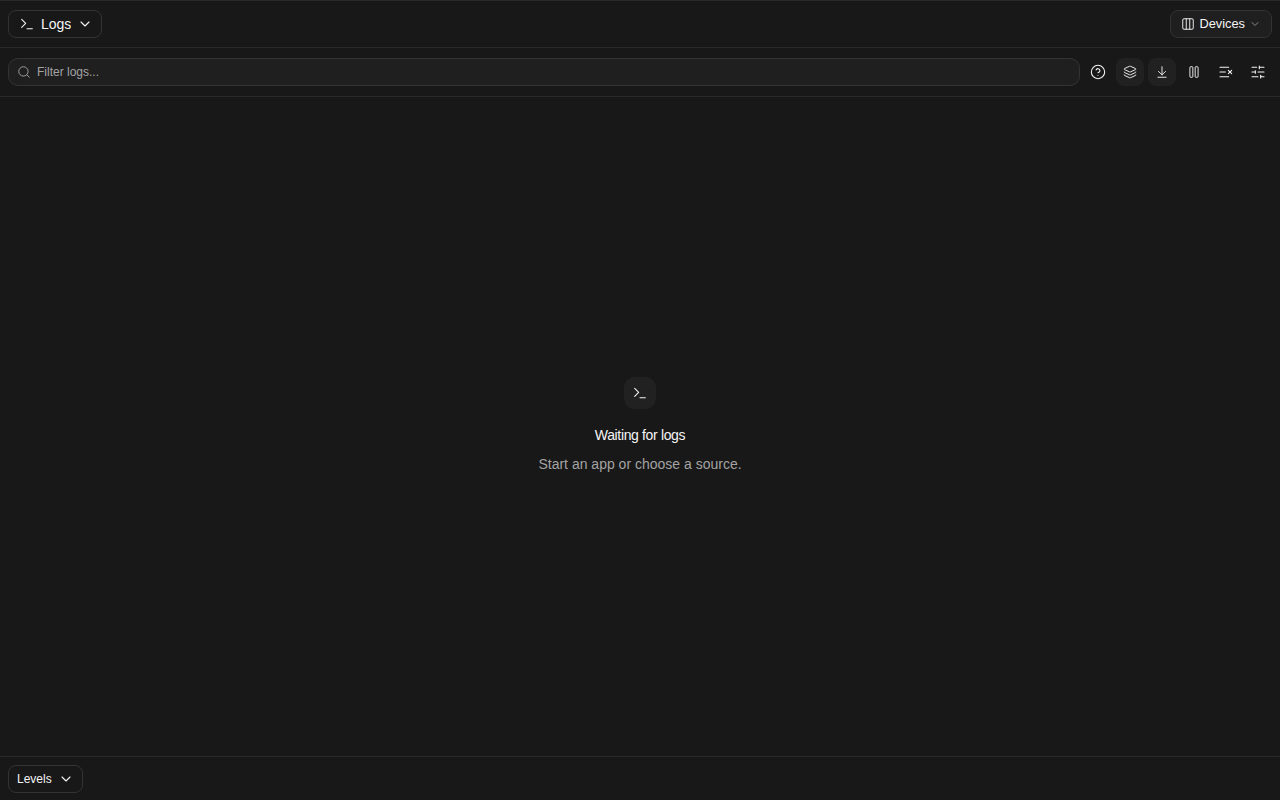 Logs
Devices
Filter logs...
Waiting for logs
Start an app or choose a source.
Levels